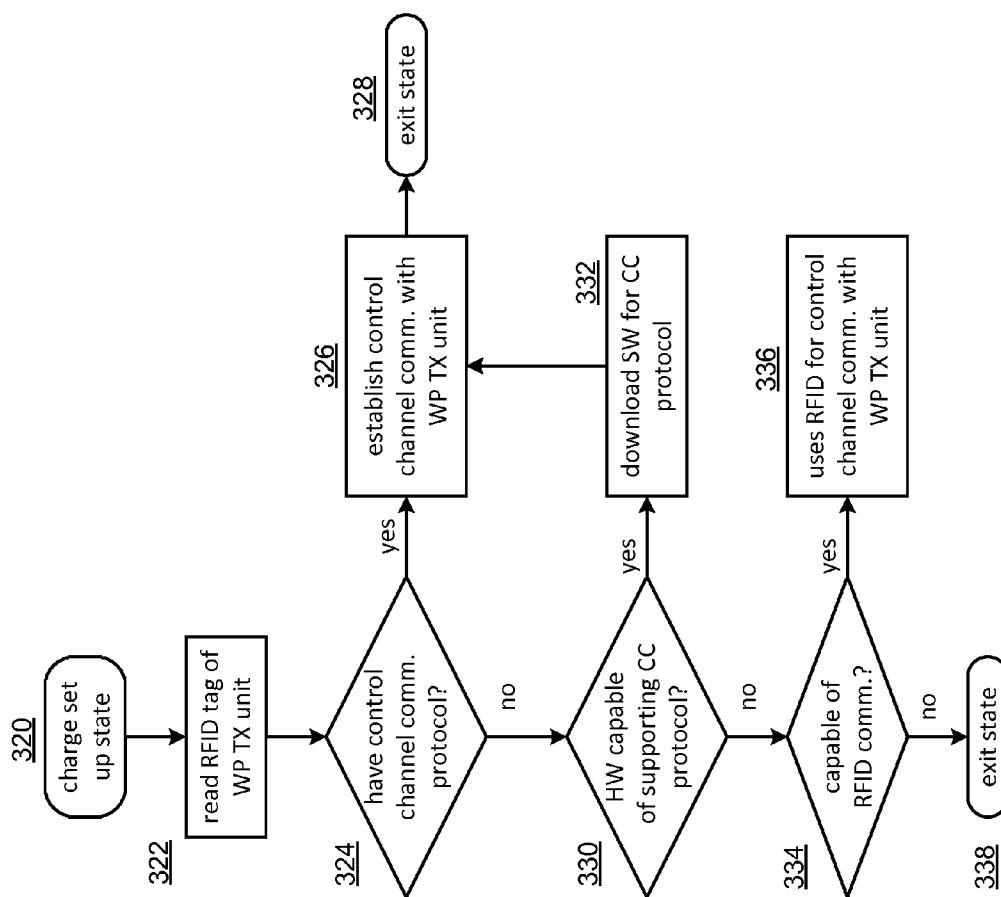 320
charge set
up state
322
read RFID tag of
WP TX unit
324
have control
channel comm.
protocol?
yes
no
326
establish control
channel comm. with
WP TX unit
328
exit state
330
HW capable
of supporting CC
protocol?
yes
no
332
download SW for CC
protocol
334
capable of
RFID comm.?
yes
no
336
uses RFID for control
channel comm. with
WP TX unit
338
exit state